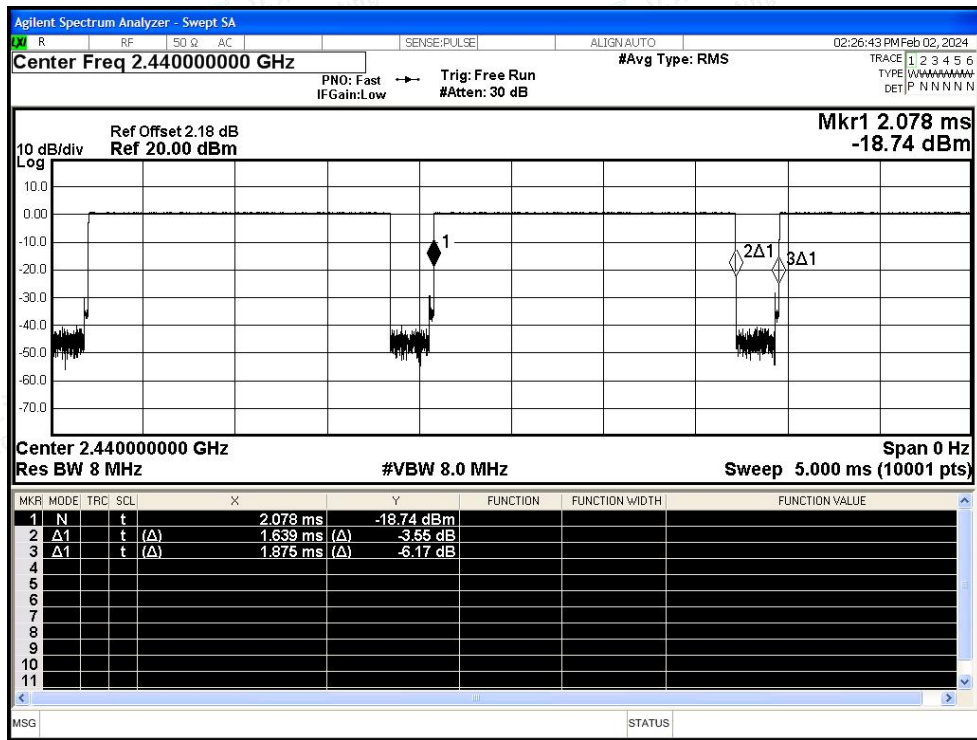 Agilent Spectrum Analyzer - Swept SA
LXI R RF 50 Ω AC SENSE:PULSE ALIGN AUTO 02:26:43 PM Feb 02, 2024
Center Freq 2.440000000 GHz #Avg Type: RMS TRACE 1 2 3 4 5 6
PNO: Fast Trig: Free Run TYPE WWWWWW
IFGain:Low #Atten: 30 dB DET P N N N N N
Mkr1 2.078 ms
Ref Offset 2.18 dB
10 dB/div Ref 20.00 dBm -18.74 dBm
Log
10.0
0.00
-10.0
1
2Δ1
3Δ1
-20.0
-30.0
-40.0
-50.0
-60.0
-70.0
Center 2.440000000 GHz Span 0 Hz
Res BW 8 MHz #VBW 8.0 MHz Sweep 5.000 ms (10001 pts)
MKR MODE TRC SCL X Y FUNCTION FUNCTION WIDTH FUNCTION VALUE
1 N t 2.078 ms -18.74 dBm
2 Δ1 t (Δ) 1.639 ms (Δ) -3.55 dB
3 Δ1 t (Δ) 1.875 ms (Δ) -6.17 dB
4
5
6
7
8
9
10
11
MSG STATUS